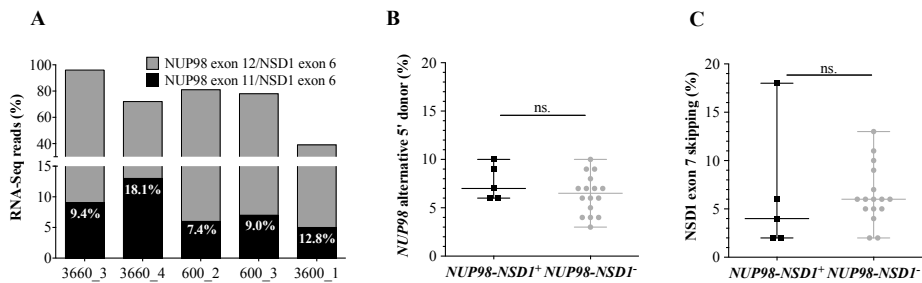 A
RNA-Seq reads (%)
NUP98 exon 12/NSD1 exon 6
NUP98 exon 11/NSD1 exon 6
100
80
60
40
15
10
5
0
9.4%
18.1%
7.4%
9.0%
12.8%
3660_3
3660_4
600_2
600_3
3600_1
B
NUP98 alternative 5' donor (%)
20
15
10
5
0
ns.
NUP98-NSD1+ NUP98-NSD1-
C
NSD1 exon 7 skipping (%)
20
15
10
5
0
ns.
NUP98-NSD1+ NUP98-NSD1-